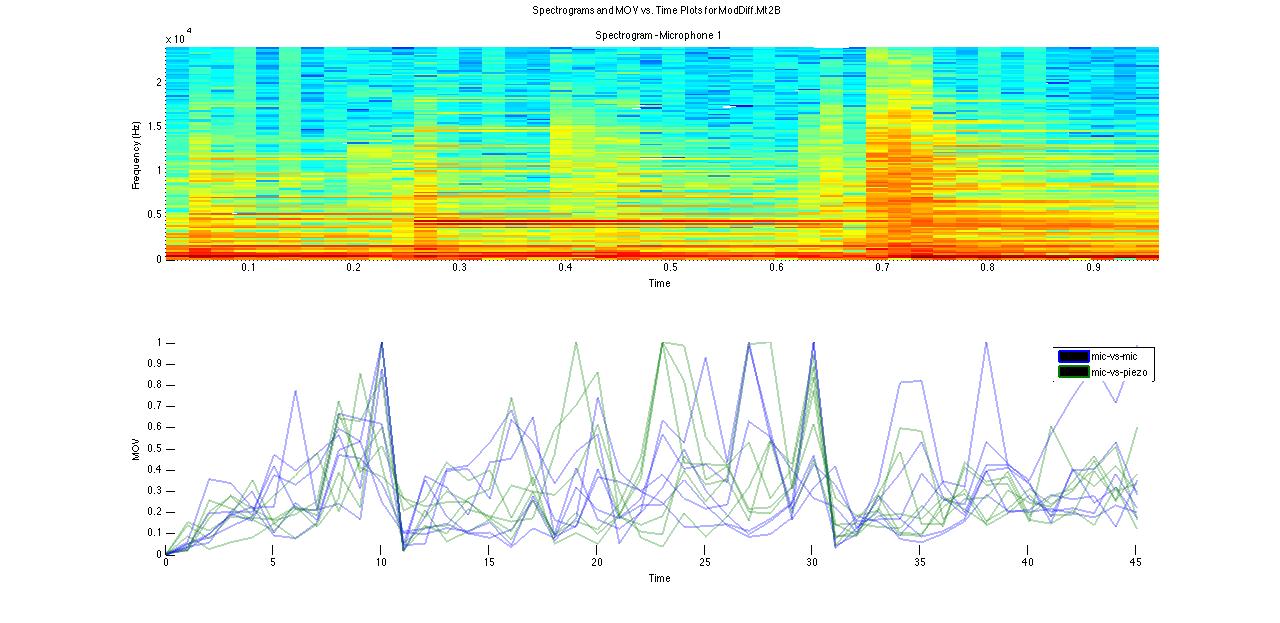 Spectrograms and MOV vs. Time Plots for ModDiff.Mt2B
Spectrogram - Microphone 1
x 10^4
2
1.5
1
0.5
0
Frequency (Hz)
0.1 0.2 0.3 0.4 0.5 0.6 0.7 0.8 0.9
Time
1
0.9
0.8
0.7
0.6
0.5
0.4
0.3
0.2
0.1
0
MOV
mic-vs-mic
mic-vs-piezo
0 5 10 15 20 25 30 35 40 45
Time